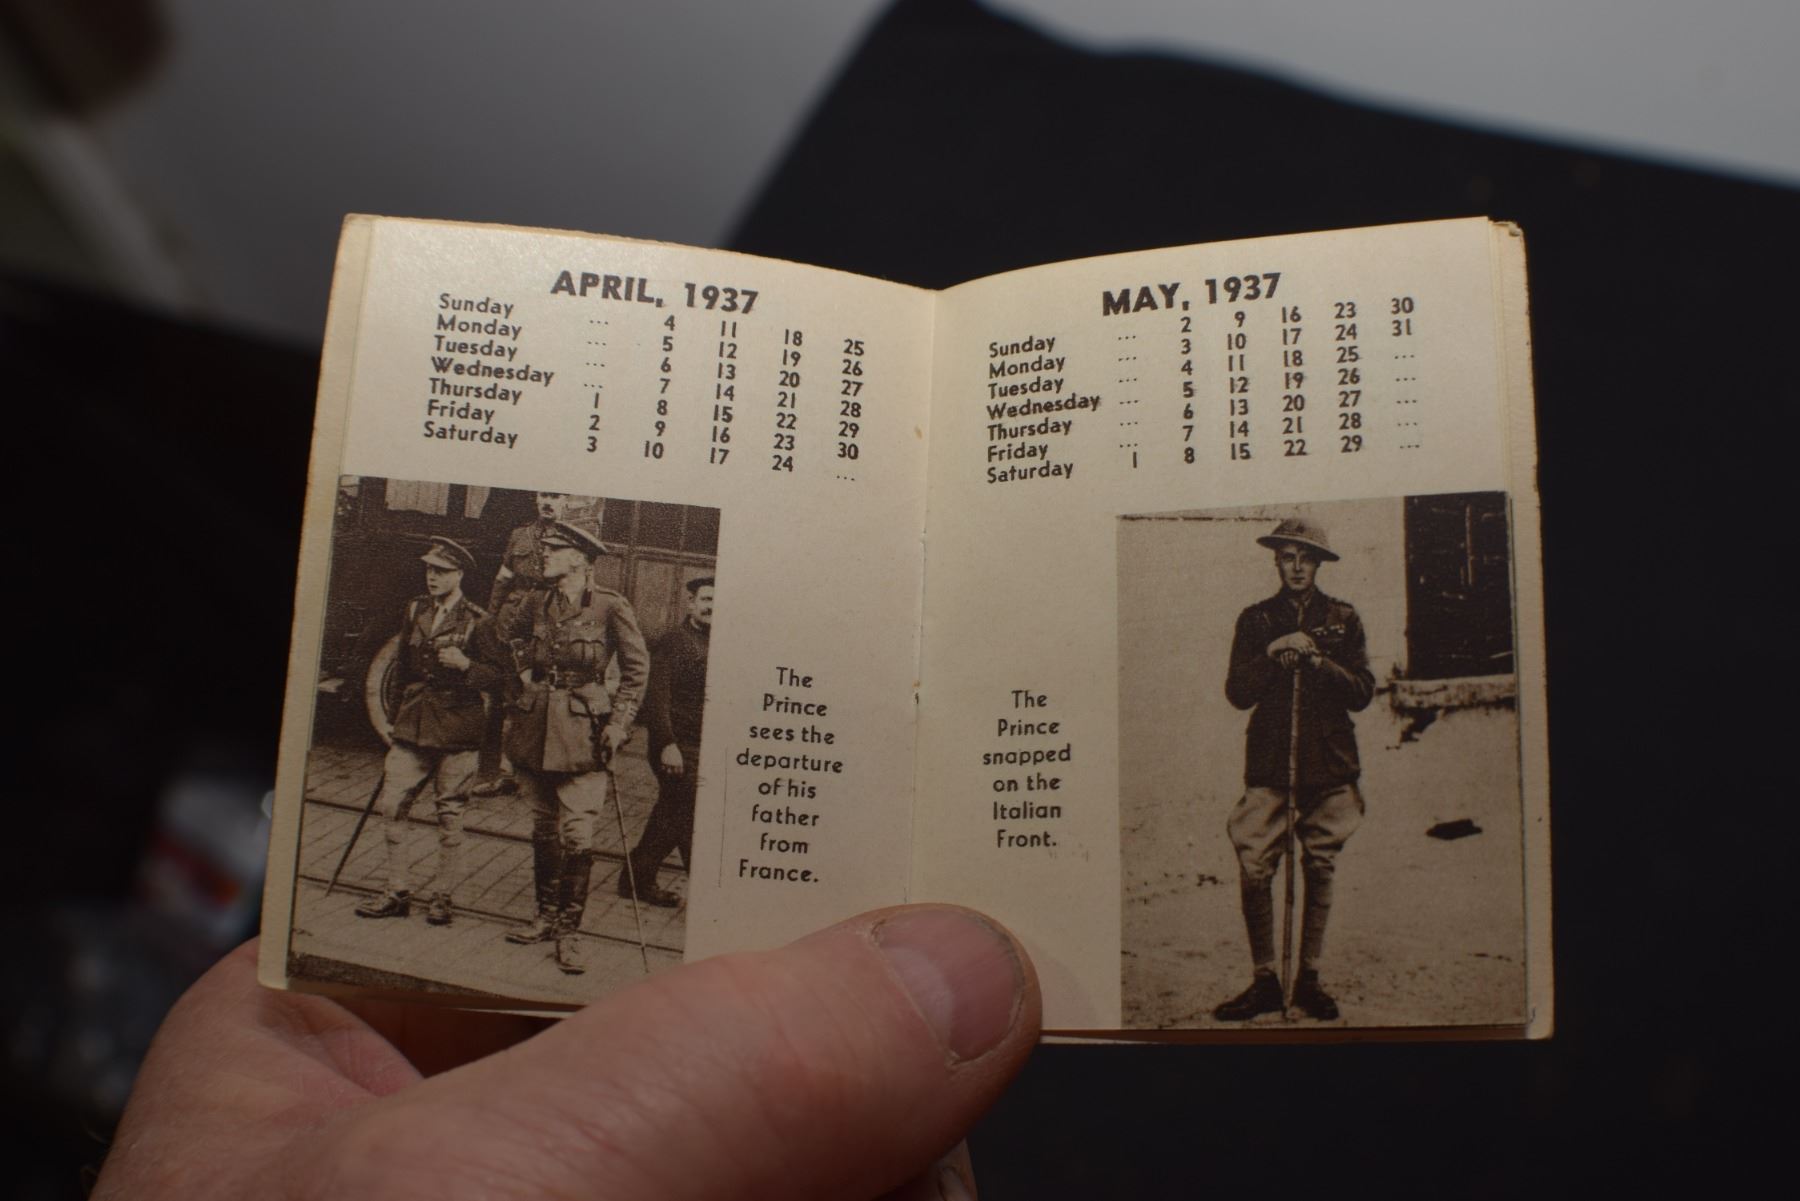 APRIL, 1937
Sunday ... 4 11 18 25
Monday ... 5 12 19 26
Tuesday ... 6 13 20 27
Wednesday ... 7 14 21 28
Thursday 1 8 15 22 29
Friday 2 9 16 23 30
Saturday 3 10 17 24 ...
The
Prince
sees the
departure
of his
father
from
France.
MAY, 1937
Sunday ... 2 9 16 23 30
Monday ... 3 10 17 24 31
Tuesday ... 4 11 18 25 ...
Wednesday ... 5 12 19 26 ...
Thursday ... 6 13 20 27 ...
Friday ... 7 14 21 28 ...
Saturday 1 8 15 22 29 ...
The
Prince
snapped
on the
Italian
Front.